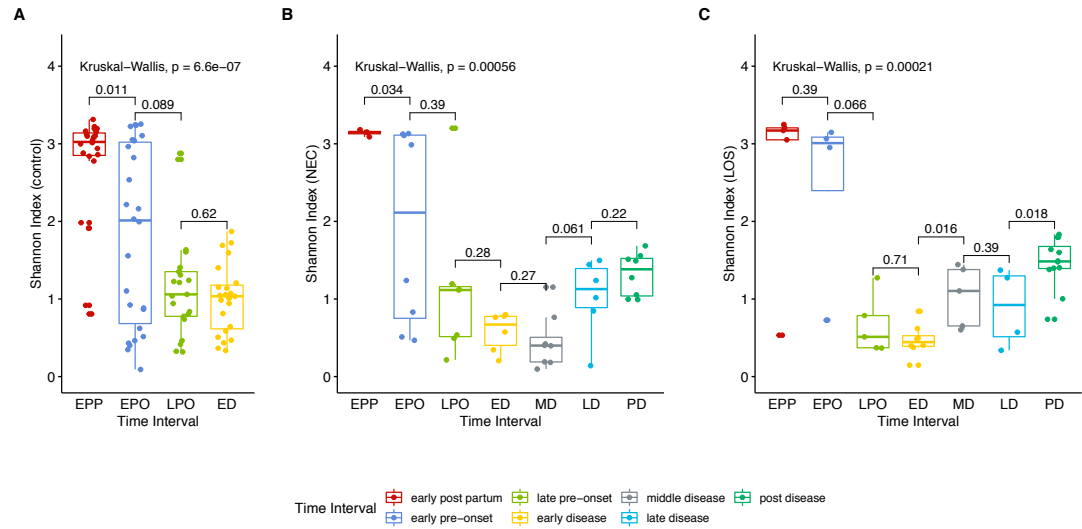 A
Shannon Index (control)
4
3
2
1
0
Kruskal−Wallis, p = 6.6e−07
0.011
0.089
0.62
EPP EPO LPO ED
Time Interval
B
Shannon Index (NEC)
4
3
2
1
0
Kruskal−Wallis, p = 0.00056
0.034
0.39
0.28
0.27
0.061
0.22
EPP EPO LPO ED MD LD PD
Time Interval
C
Shannon Index (LOS)
4
3
2
1
0
Kruskal−Wallis, p = 0.00021
0.39
0.066
0.71
0.016
0.39
0.018
EPP EPO LPO ED MD LD PD
Time Interval
Time Interval
early post partum
early pre−onset
late pre−onset
early disease
middle disease
late disease
post disease